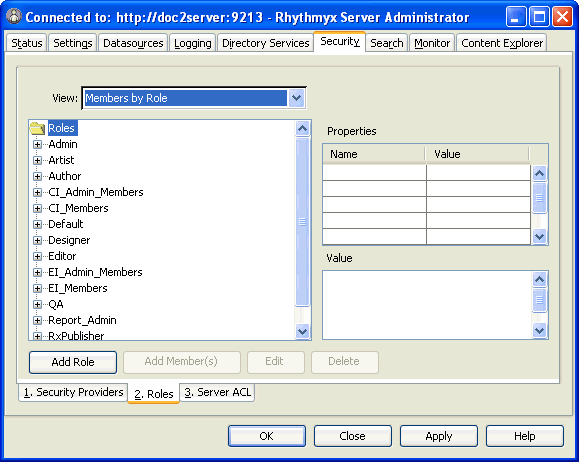 Connected to: http://doc2server:9213 - Rhythmyx Server Administrator
Status Settings Datasources Logging Directory Services Security Search Monitor Content Explorer
View: Members by Role
Roles
Admin
Artist
Author
CI_Admin_Members
CI_Members
Default
Designer
Editor
EI_Admin_Members
EI_Members
QA
Report_Admin
RxPublisher
Properties
Name Value
Value
Add Role Add Member(s) Edit Delete
1. Security Providers 2. Roles 3. Server ACL
OK Close Apply Help